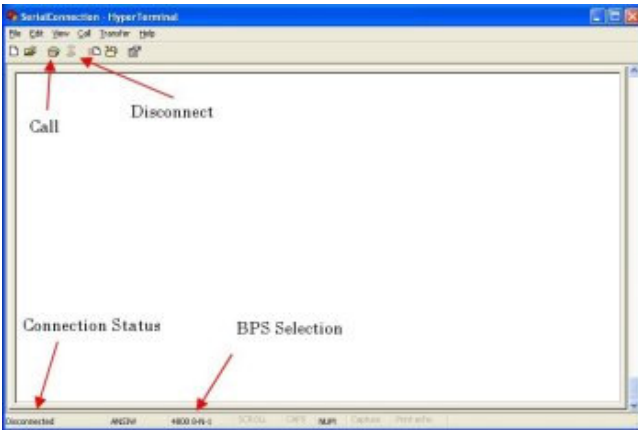 SerialConnection - HyperTerminal
File Edit View Call Transfer Help
Disconnect
Call
Connection Status
BPS Selection
Disconnected ANSIW 4800 8-N-1 SCROLL CAPS NUM Capture Print echo